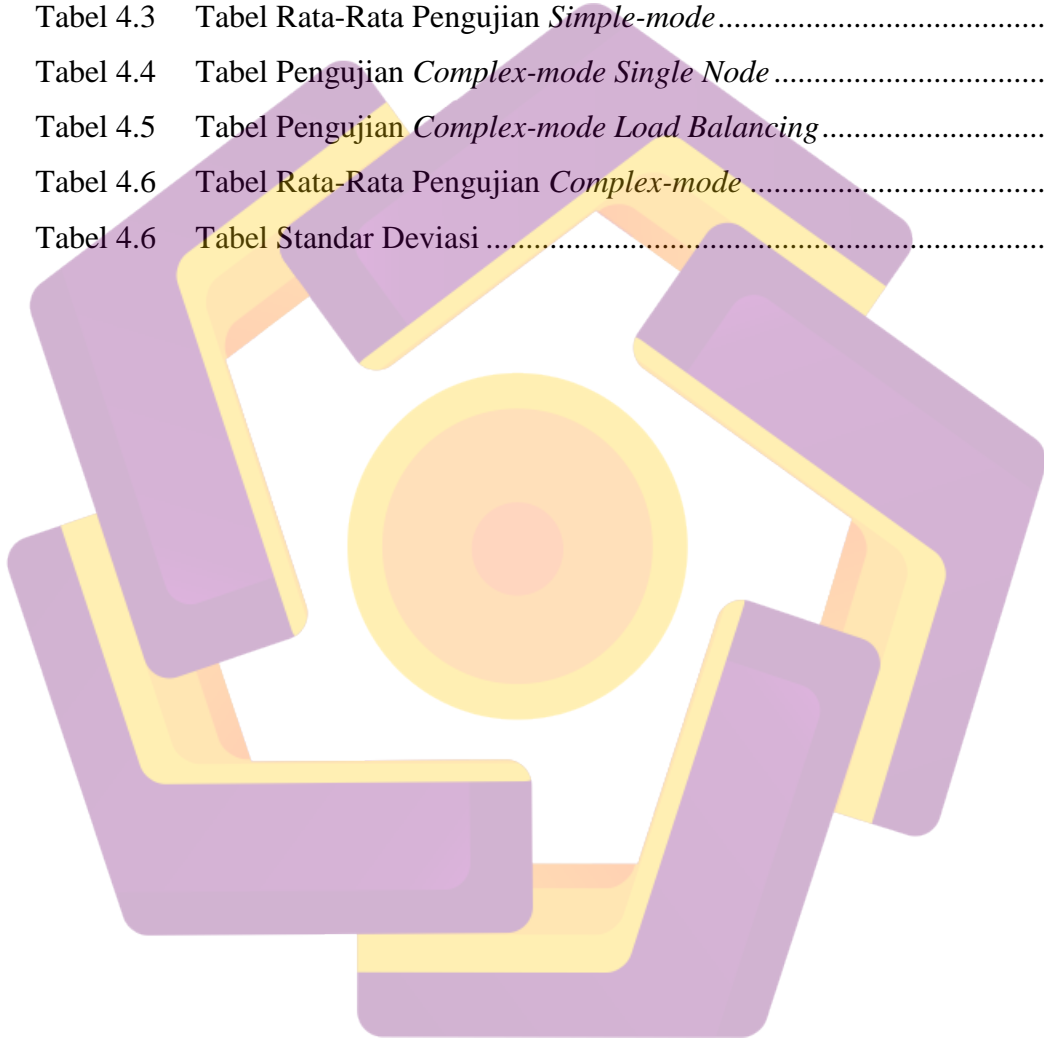 Tabel 4.3 Tabel Rata-Rata Pengujian Simple-mode....................................
Tabel 4.4 Tabel Pengujian Complex-mode Single Node..............................
Tabel 4.5 Tabel Pengujian Complex-mode Load Balancing........................
Tabel 4.6 Tabel Rata-Rata Pengujian Complex-mode................................
Tabel 4.6 Tabel Standar Deviasi..................................................................